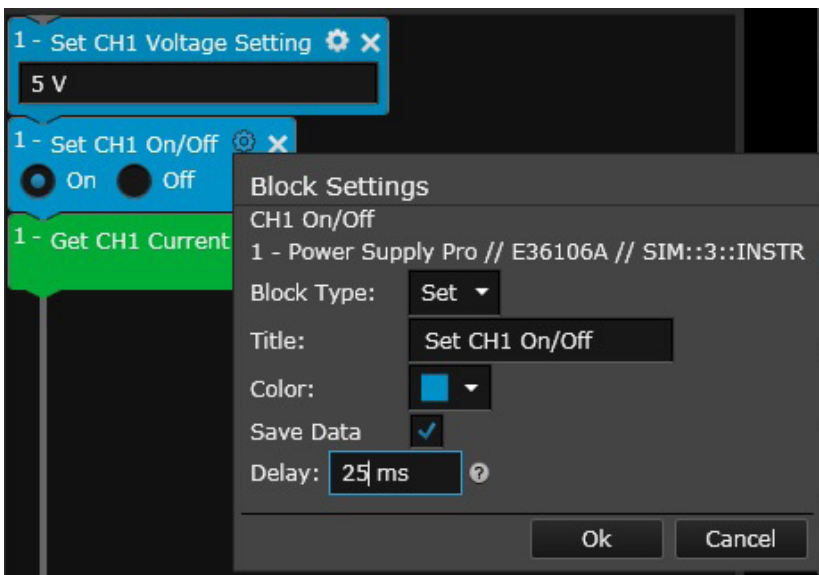 1 - Set CH1 Voltage Setting
5 V
1 - Set CH1 On/Off
On Off
1 - Get CH1 Current
Block Settings
CH1 On/Off
1 - Power Supply Pro // E36106A // SIM::3::INSTR
Block Type: Set
Title: Set CH1 On/Off
Color:
Save Data
Delay: 25 ms ?
Ok Cancel